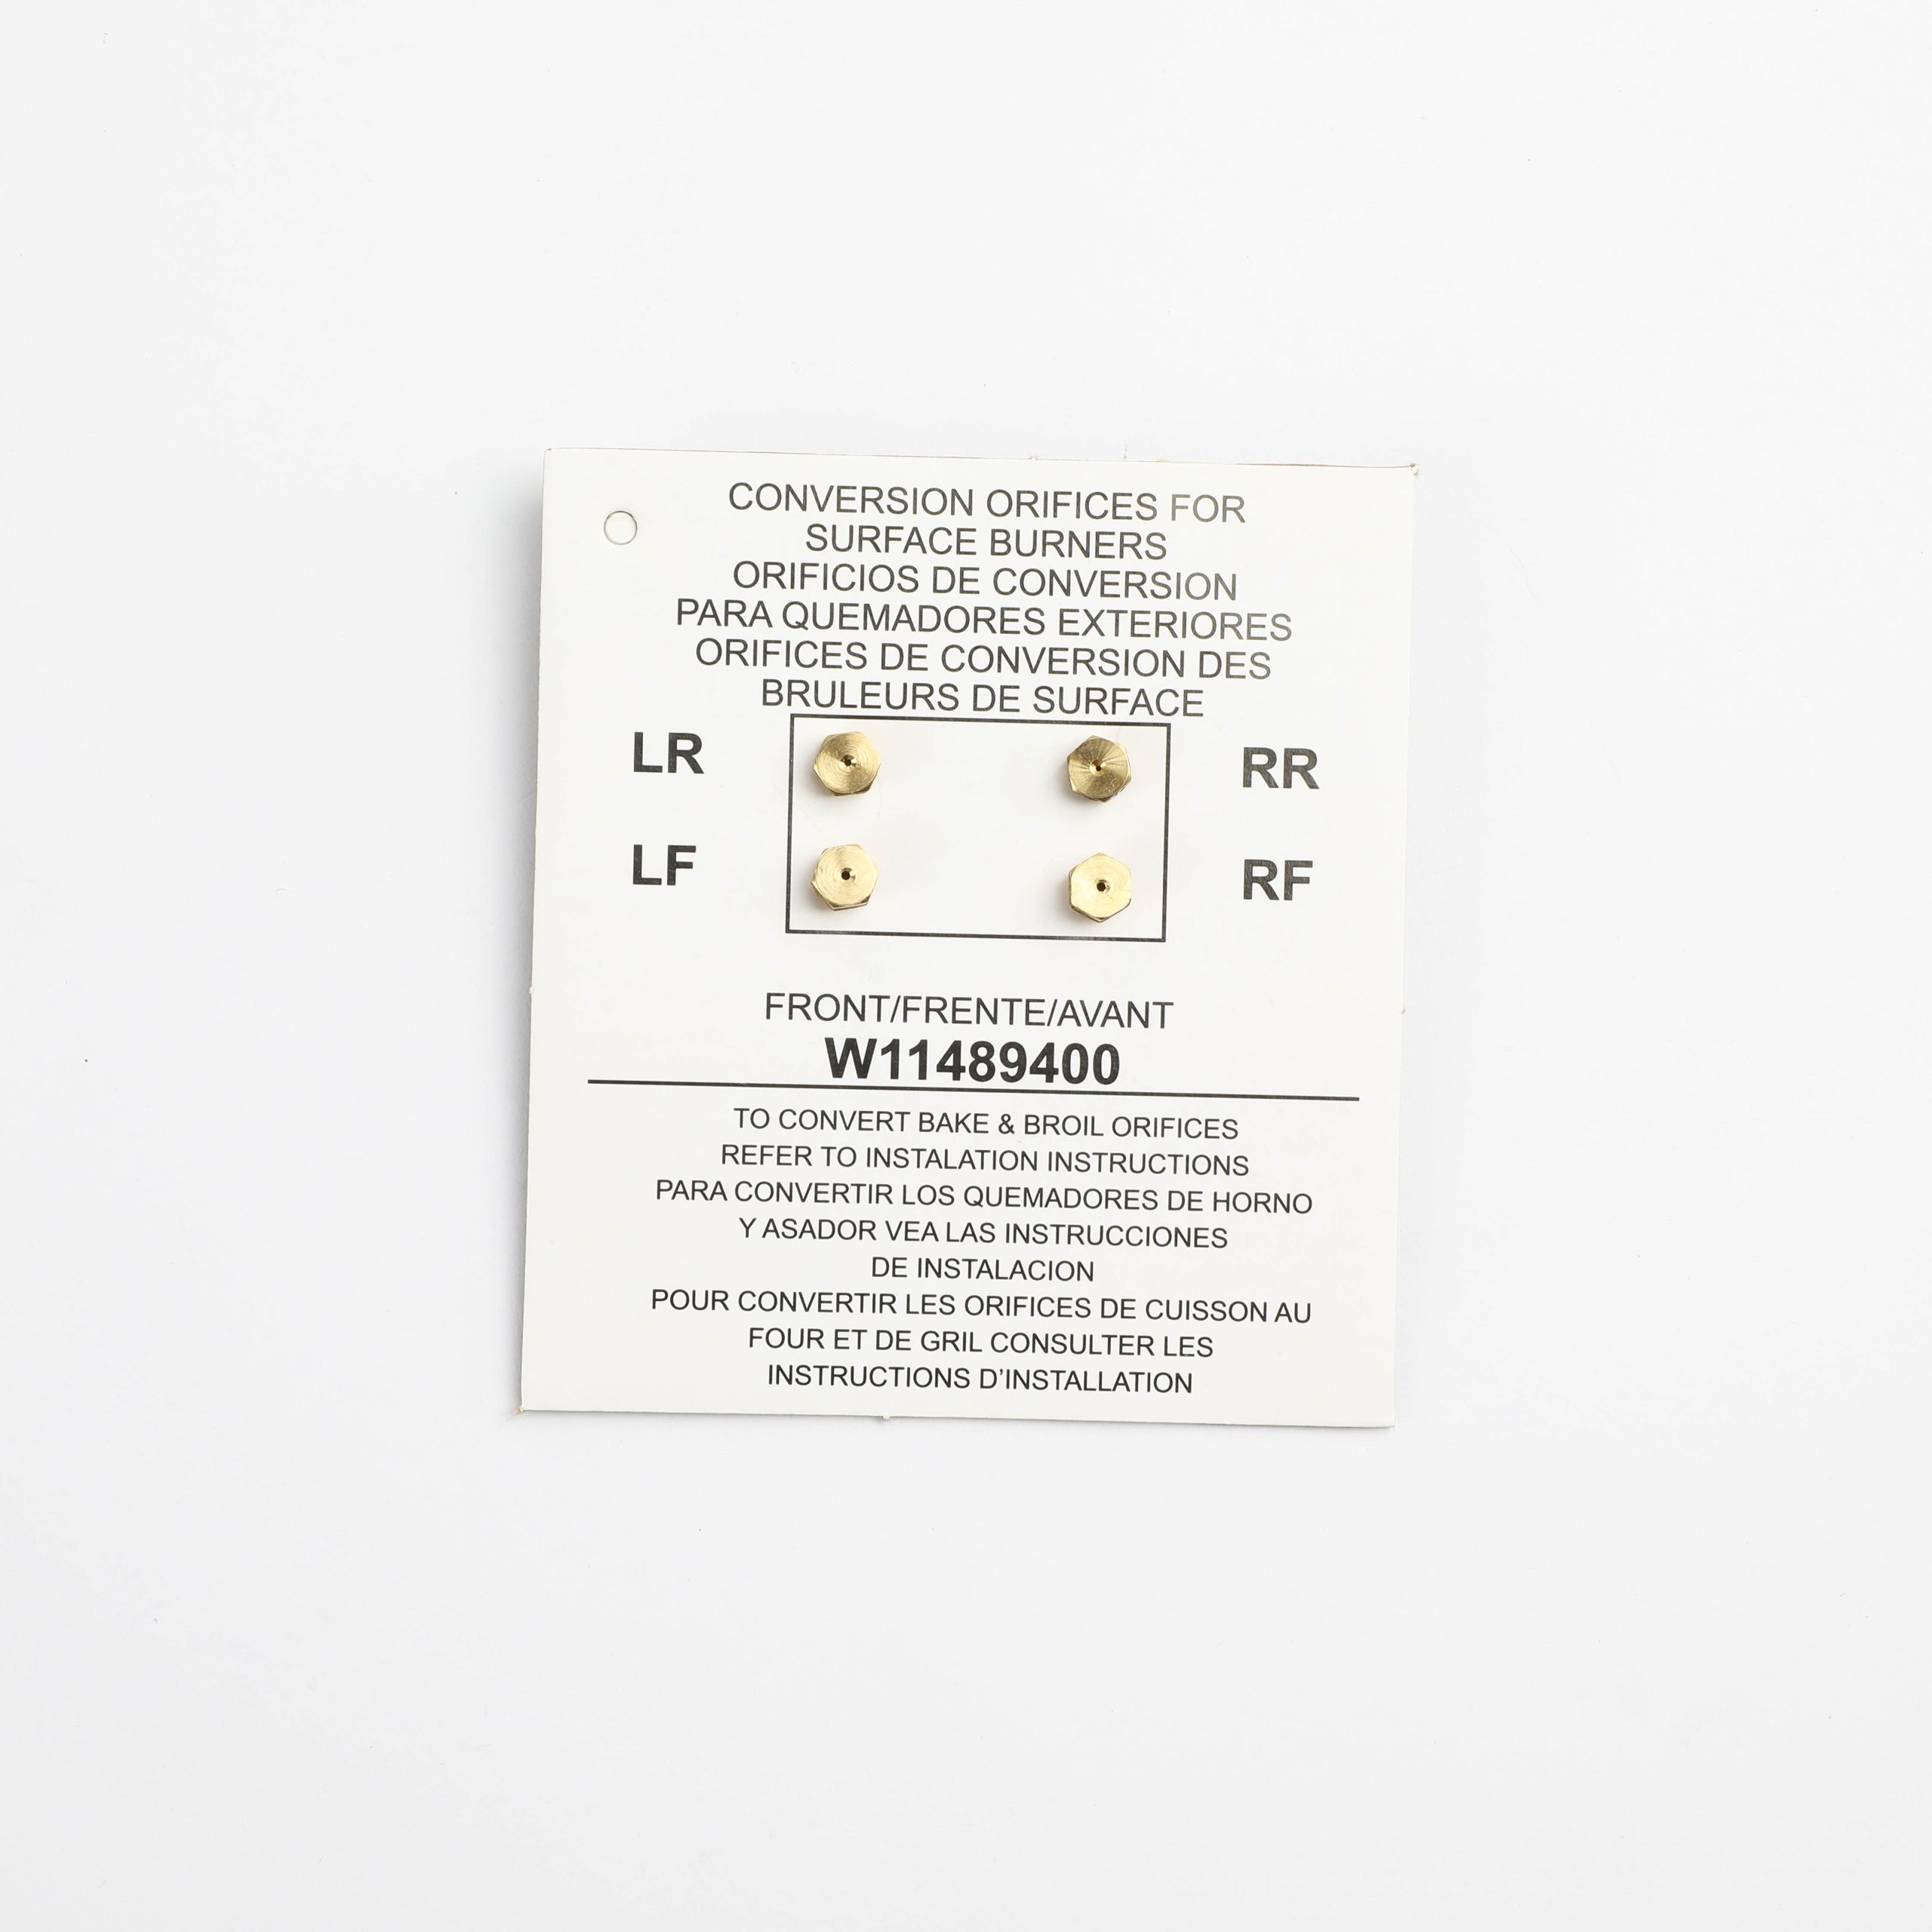 CONVERSION ORIFICES FOR
SURFACE BURNERS
ORIFICIOS DE CONVERSION
PARA QUEMADORES EXTERIORES
ORIFICES DE CONVERSION DES
BRULEURS DE SURFACE
LR RR
LF RF
FRONT/FRENTE/AVANT
W11489400
TO CONVERT BAKE & BROIL ORIFICES
REFER TO INSTALATION INSTRUCTIONS
PARA CONVERTIR LOS QUEMADORES DE HORNO
Y ASADOR VEA LAS INSTRUCCIONES
DE INSTALACION
POUR CONVERTIR LES ORIFICES DE CUISSON AU
FOUR ET DE GRIL CONSULTER LES
INSTRUCTIONS D'INSTALLATION